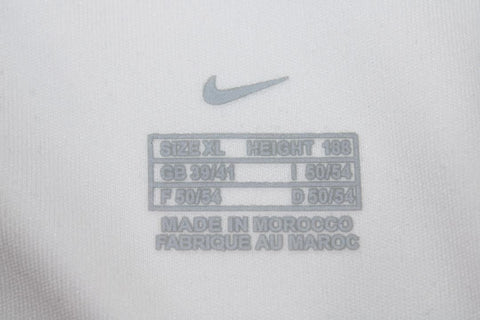 SIZE XL HEIGHT 188
GB 39/41 I 50/54
F 50/54 D 50/54
MADE IN MOROCCO
FABRIQUE AU MAROC